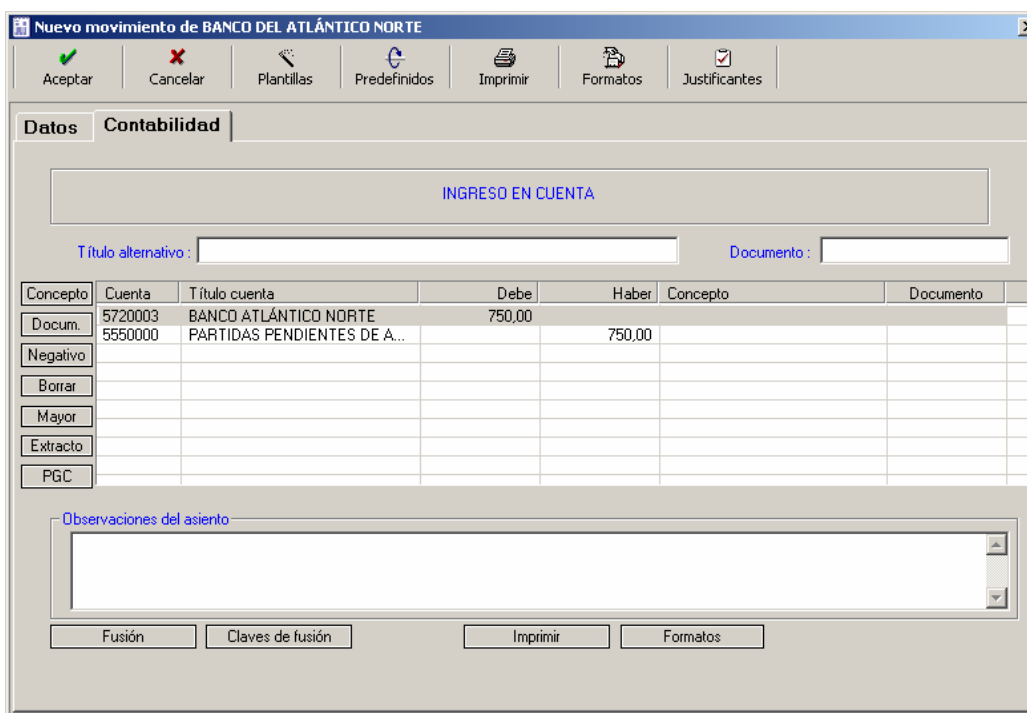 Nuevo movimiento de BANCO DEL ATLÁNTICO NORTE
Aceptar Cancelar Plantillas Predefinidos Imprimir Formatos Justificantes
Datos Contabilidad
INGRESO EN CUENTA
Título alternativo : Documento :
Concepto Cuenta Título cuenta Debe Haber Concepto Documento
5720003 BANCO ATLÁNTICO NORTE 750,00
Docum.
5550000 PARTIDAS PENDIENTES DE A... 750,00
Negativo
Borrar
Mayor
Extracto
PGC
Observaciones del asiento
Fusión Claves de fusión Imprimir Formatos